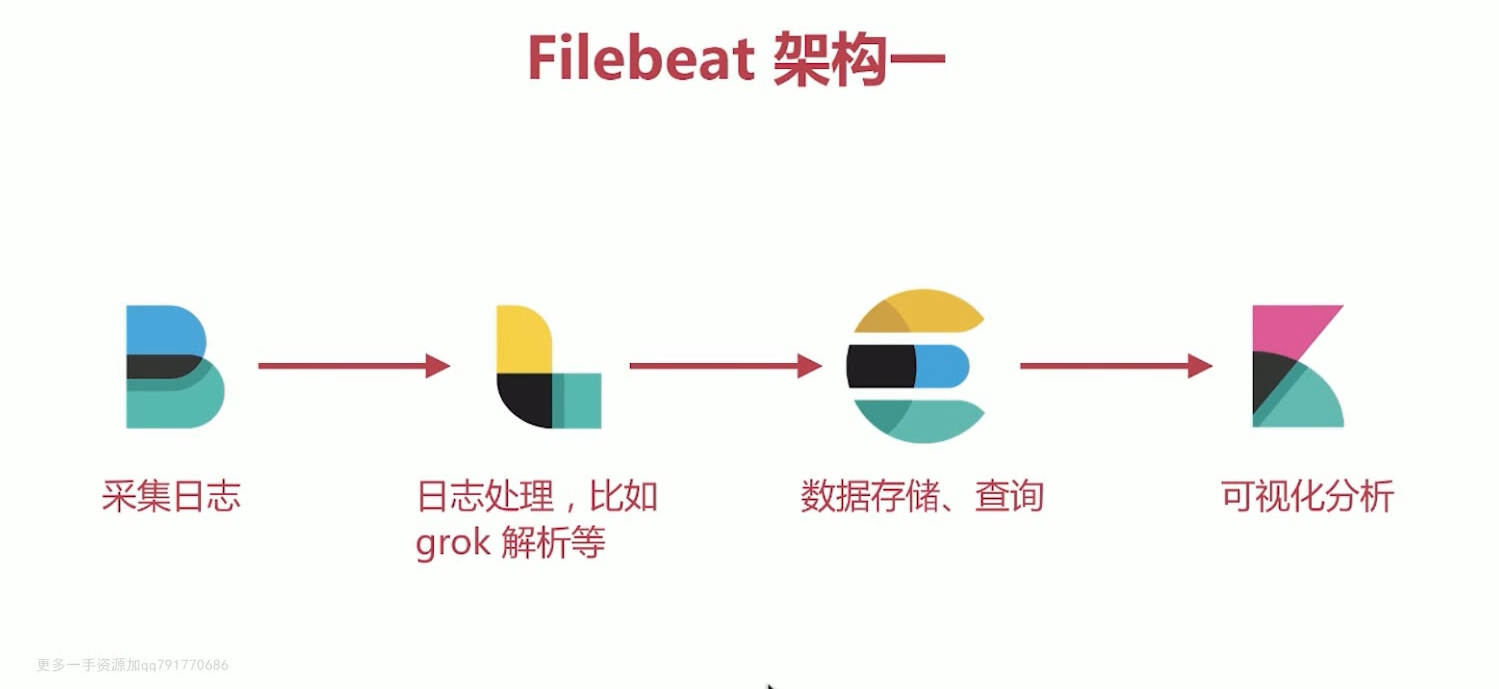 Filebeat 架构一
采集日志
日志处理，比如
grok 解析等
数据存储、查询
可视化分析
更多一手资源加qq791770686